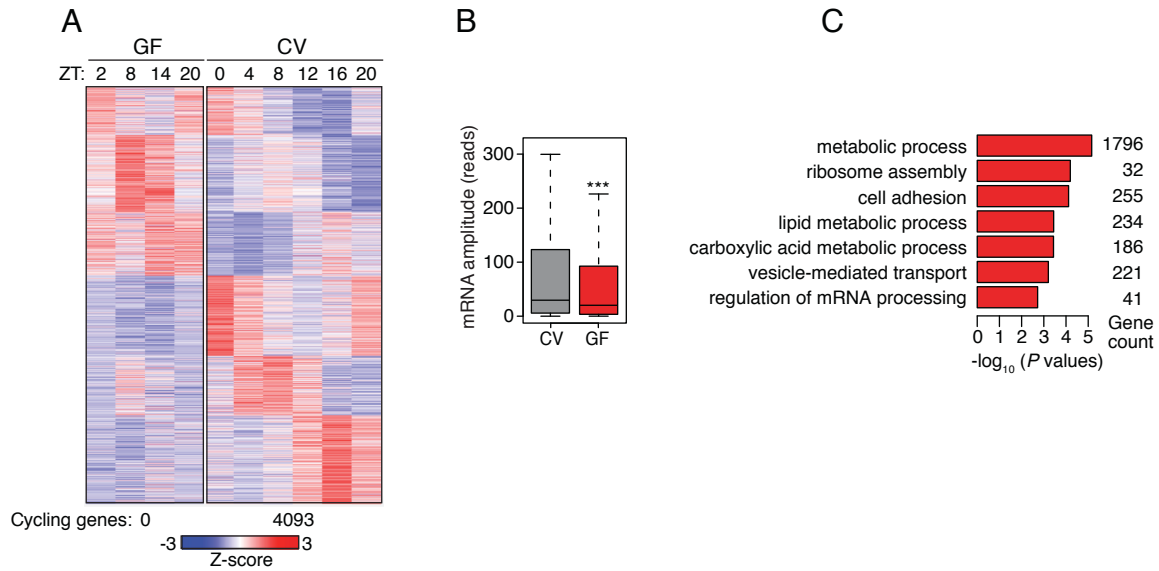 A
GF CV
ZT: 2 8 14 20 0 4 8 12 16 20
Cycling genes: 0 4093
-3 3
Z-score
B
mRNA amplitude (reads)
300
200
100
0
***
CV GF
C
metabolic process 1796
ribosome assembly 32
cell adhesion 255
lipid metabolic process 234
carboxylic acid metabolic process 186
vesicle-mediated transport 221
regulation of mRNA processing 41
0 1 2 3 4 5
-log10 (P values)
Gene
count